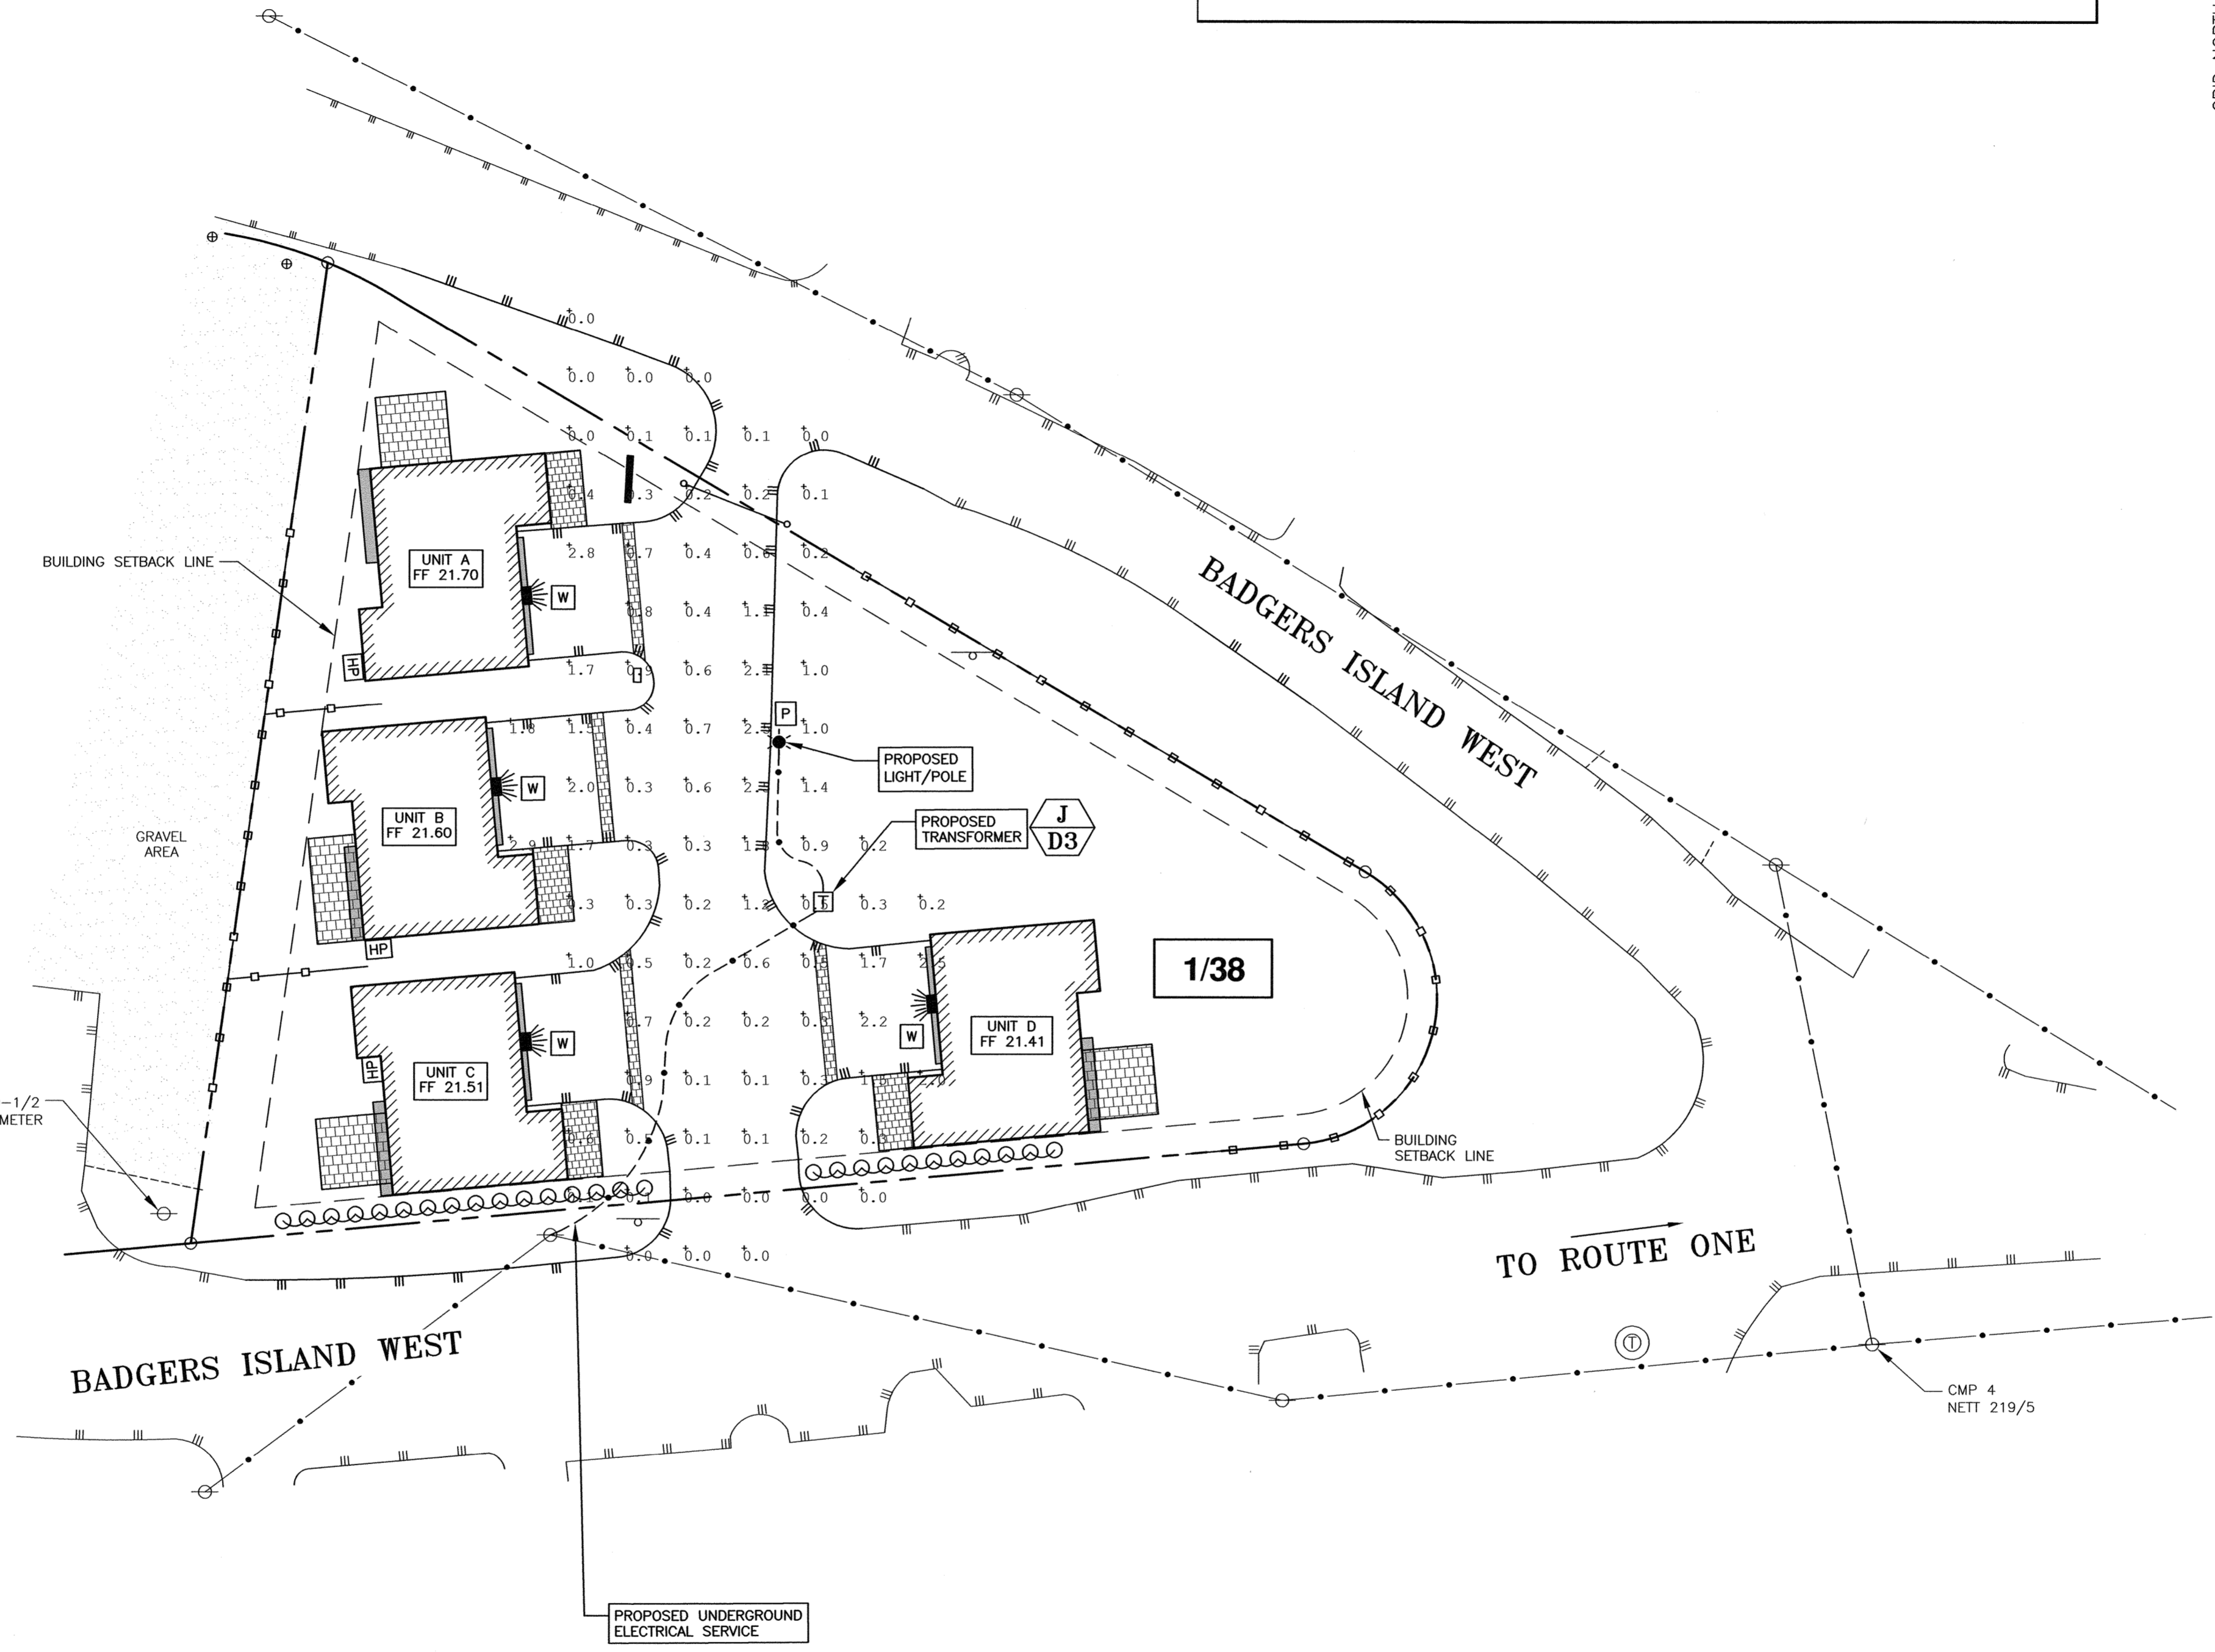 0.0
0.0 0.0 0.0
0.0 0.1 0.1 0.1 0.0
0.4 0.3 0.2 0.2 0.1
BUILDING SETBACK LINE
UNIT A
FF 21.70
2.8 0.7 0.4 0.6 0.2
W
0.8 0.4 1.1 0.4
HP
1.7 0.9 0.6 2.1 1.0
P
1.8 1.5 0.4 0.7 1.0
PROPOSED
LIGHT/POLE
W
2.0 0.3 0.6 1.4
UNIT B
FF 21.60
PROPOSED
TRANSFORMER
J
D3
GRAVEL
AREA
2.9 1.7 0.3 0.3 0.9 0.2
T
0.3 0.3 0.2 1.2 0.3 0.2
HP
1.0 0.5 0.2 0.6 0.5 1.7 2.5
1/38
0.7 0.2 0.2 0.3 2.2
W
W
UNIT D
FF 21.41
HP
UNIT C
FF 21.51
0.9 0.1 0.1 0.3 2.0
-1/2
METER
0.6 0.1 0.1 0.2 0.3
BUILDING
SETBACK LINE
0.1 0.1 0.0 0.0 0.0 0.0
0.0 0.0 0.0
BADGERS ISLAND WEST
TO ROUTE ONE
BADGERS ISLAND WEST
T
CMP 4
NETT 219/5
PROPOSED UNDERGROUND
ELECTRICAL SERVICE